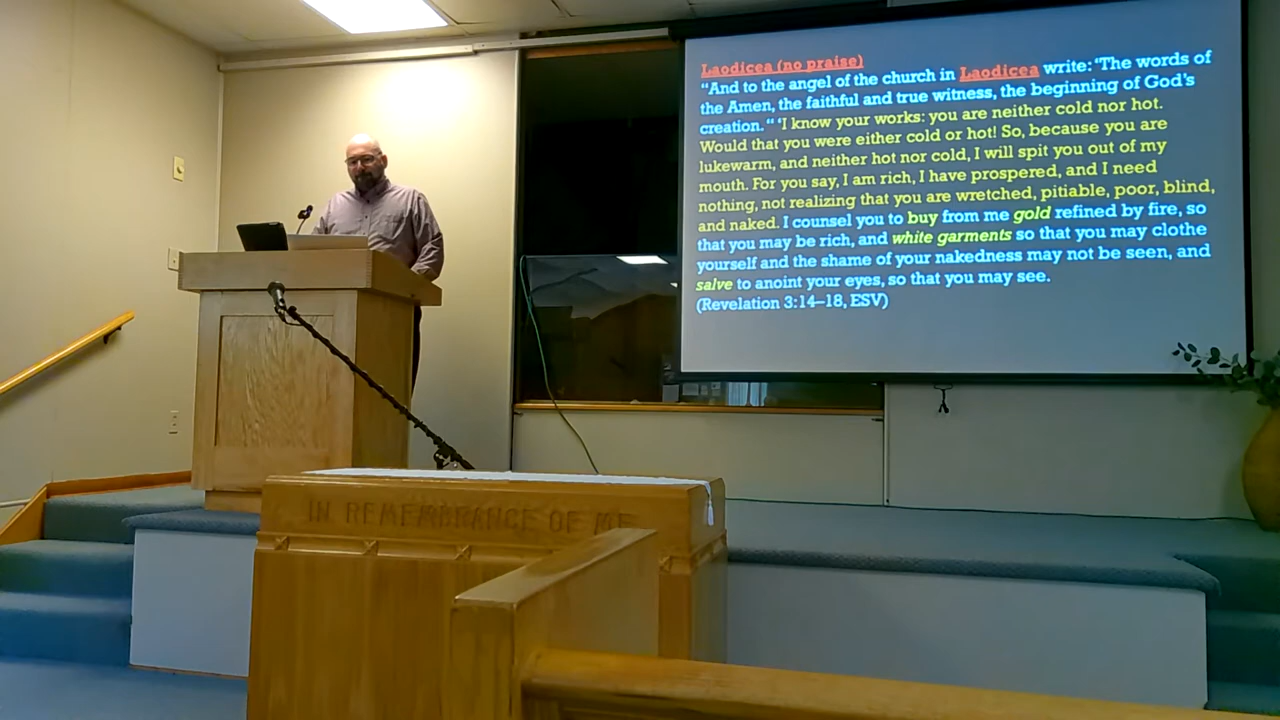 Laodicea (no praise)
“And to the angel of the church in Laodicea write: ‘The words of
the Amen, the faithful and true witness, the beginning of God’s
creation. “ ‘I know your works: you are neither cold nor hot.
Would that you were either cold or hot! So, because you are
lukewarm, and neither hot nor cold, I will spit you out of my
mouth. For you say, I am rich, I have prospered, and I need
nothing, not realizing that you are wretched, pitiable, poor, blind,
and naked. I counsel you to buy from me gold refined by fire, so
that you may be rich, and white garments so that you may clothe
yourself and the shame of your nakedness may not be seen, and
salve to anoint your eyes, so that you may see.
(Revelation 3:14–18, ESV)
IN REMEMBRANCE OF ME